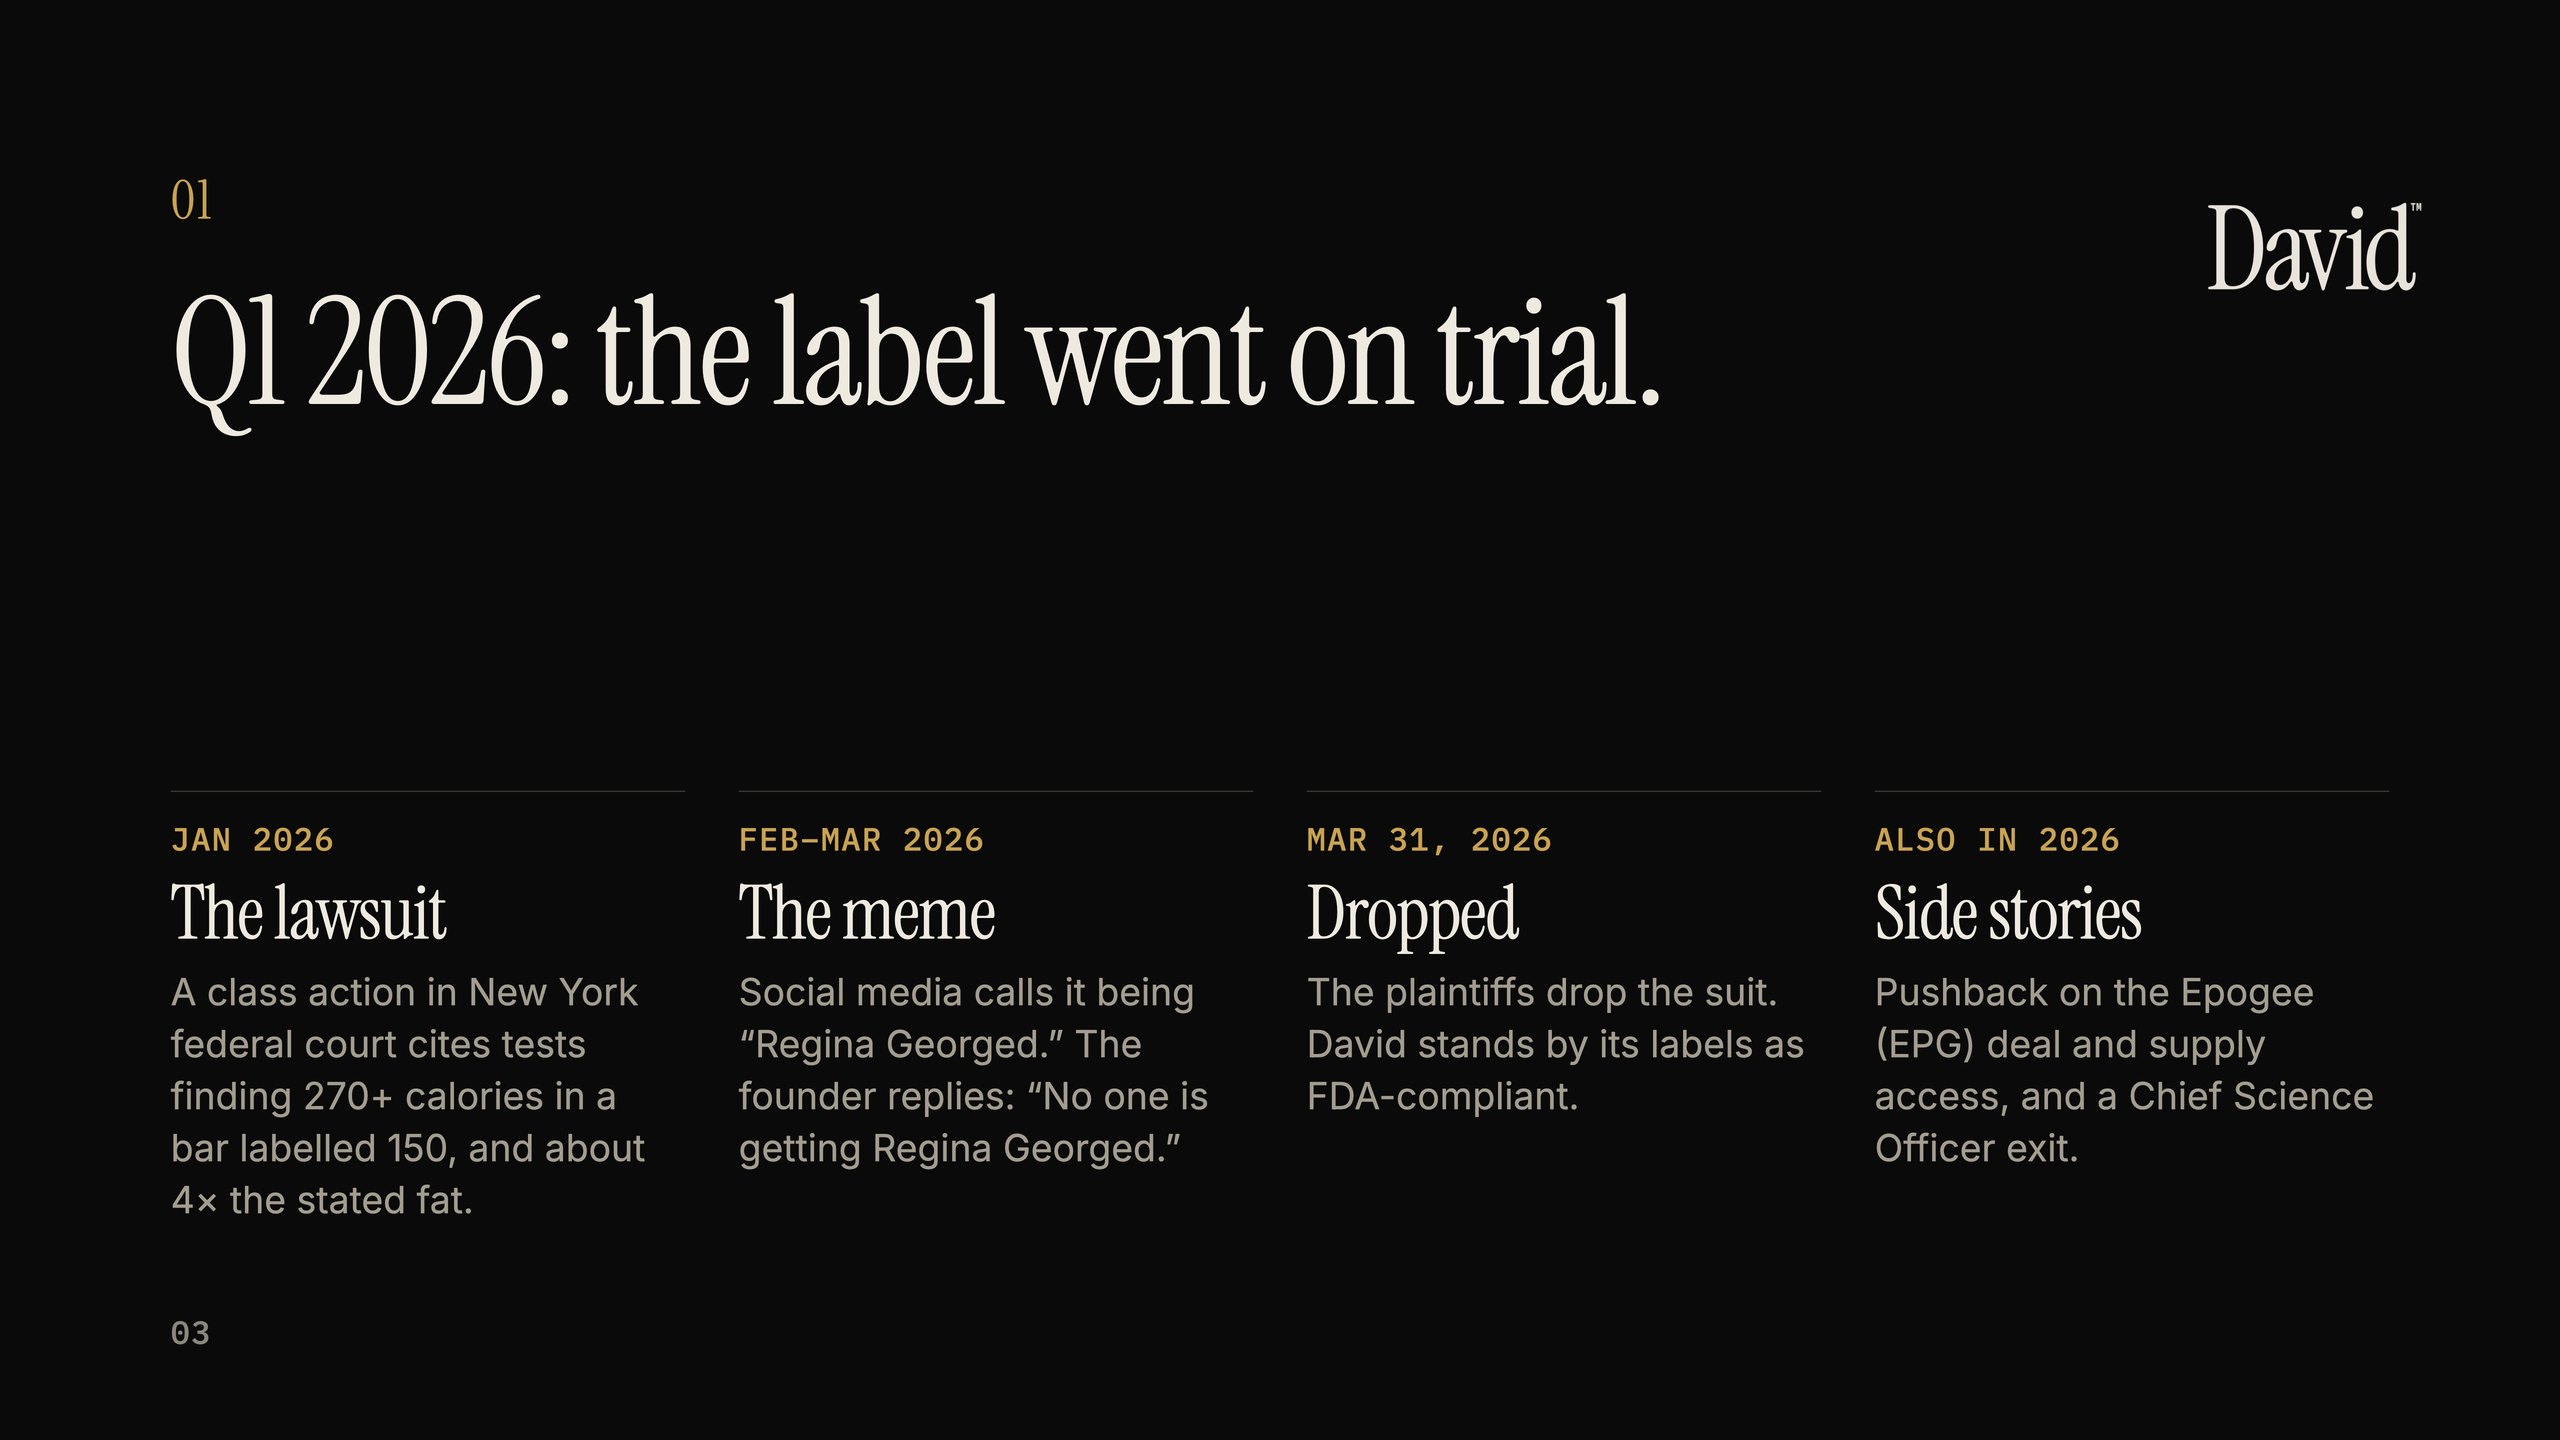 01
David™
Q1 2026: the label went on trial.
JAN 2026
The lawsuit
A class action in New York
federal court cites tests
finding 270+ calories in a
bar labelled 150, and about
4× the stated fat.
FEB–MAR 2026
The meme
Social media calls it being
“Regina Georged.” The
founder replies: “No one is
getting Regina Georged.”
MAR 31, 2026
Dropped
The plaintiffs drop the suit.
David stands by its labels as
FDA-compliant.
ALSO IN 2026
Side stories
Pushback on the Epogee
(EPG) deal and supply
access, and a Chief Science
Officer exit.
03